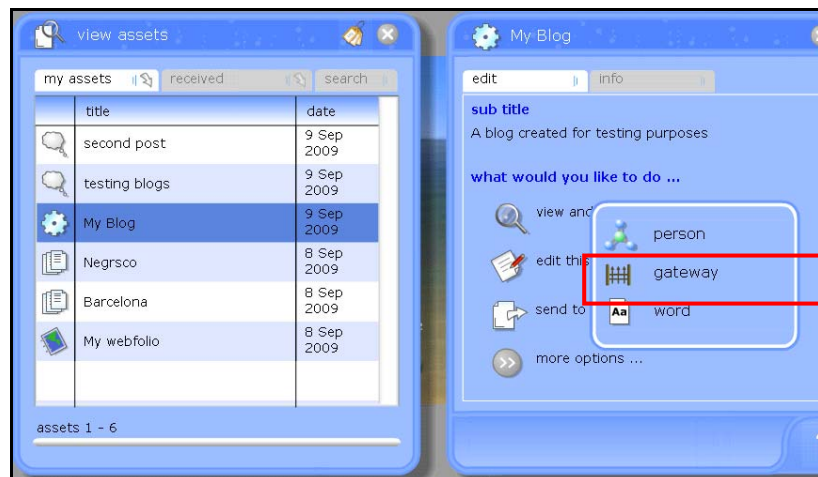 view assets
my assets received search
title date
second post 9 Sep 2009
testing blogs 9 Sep 2009
My Blog 9 Sep 2009
Negrsco 8 Sep 2009
Barcelona 8 Sep 2009
My webfolio 8 Sep 2009
assets 1 - 6
My Blog
edit info
sub title
A blog created for testing purposes
what would you like to do ...
view and
edit this
send to
more options ...
person
gateway
Aa word